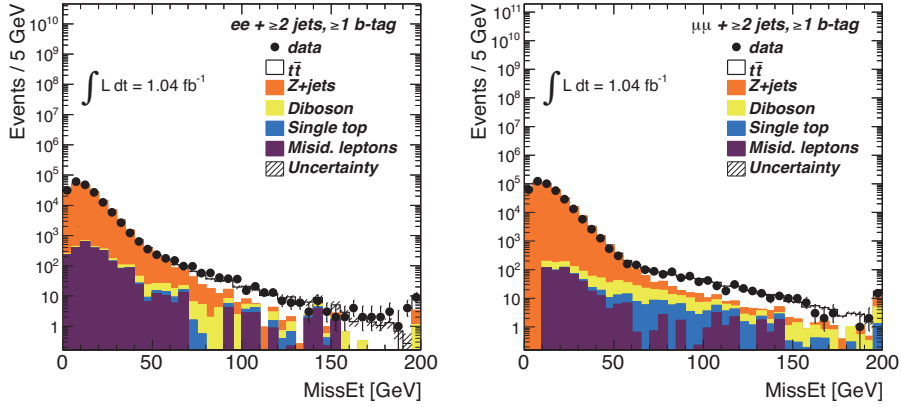 ee + ≥2 jets, ≥1 b-tag
data
tt̄
Z+jets
Diboson
Single top
Misid. leptons
Uncertainty
∫ L dt = 1.04 fb⁻¹
Events / 5 GeV
10¹⁰
10⁹
10⁸
10⁷
10⁶
10⁵
10⁴
10³
10²
10
1
0 50 100 150 200
MissEt [GeV]
μμ + ≥2 jets, ≥1 b-tag
data
tt̄
Z+jets
Diboson
Single top
Misid. leptons
Uncertainty
∫ L dt = 1.04 fb⁻¹
Events / 5 GeV
10¹¹
10¹⁰
10⁹
10⁸
10⁷
10⁶
10⁵
10⁴
10³
10²
10
1
0 50 100 150 200
MissEt [GeV]